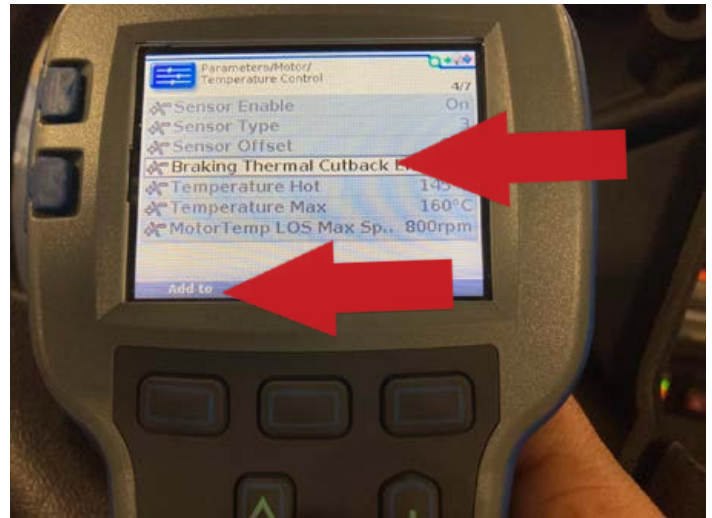 Parameters/Motor/
Temperature Control
4/7
Sensor Enable On
Sensor Type 3
Sensor Offset
Braking Thermal Cutback
Temperature Hot
Temperature Max 160°C
MotorTemp LOS Max Sp.. 800rpm
Add to